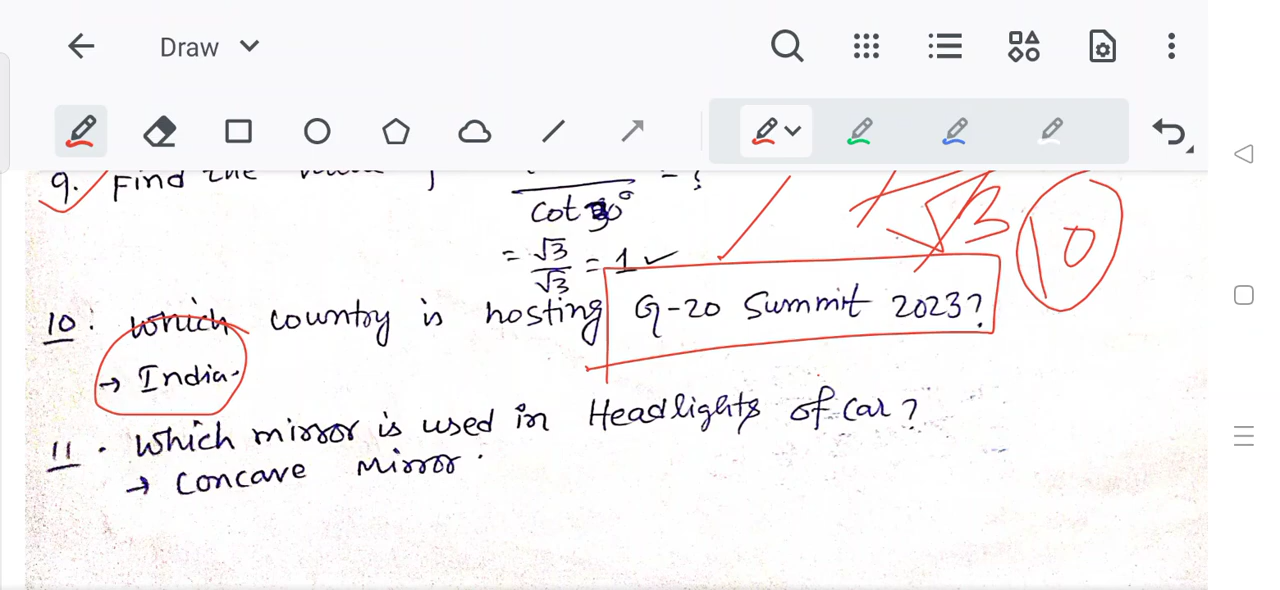 Draw
9. Find the
cot 30°
= √3/√3 = 1 ✓
√3
10
10. Which country is hosting G-20 Summit 2023?
→ India.
11. Which mirror is used in Headlights of car?
→ Concave Mirror.